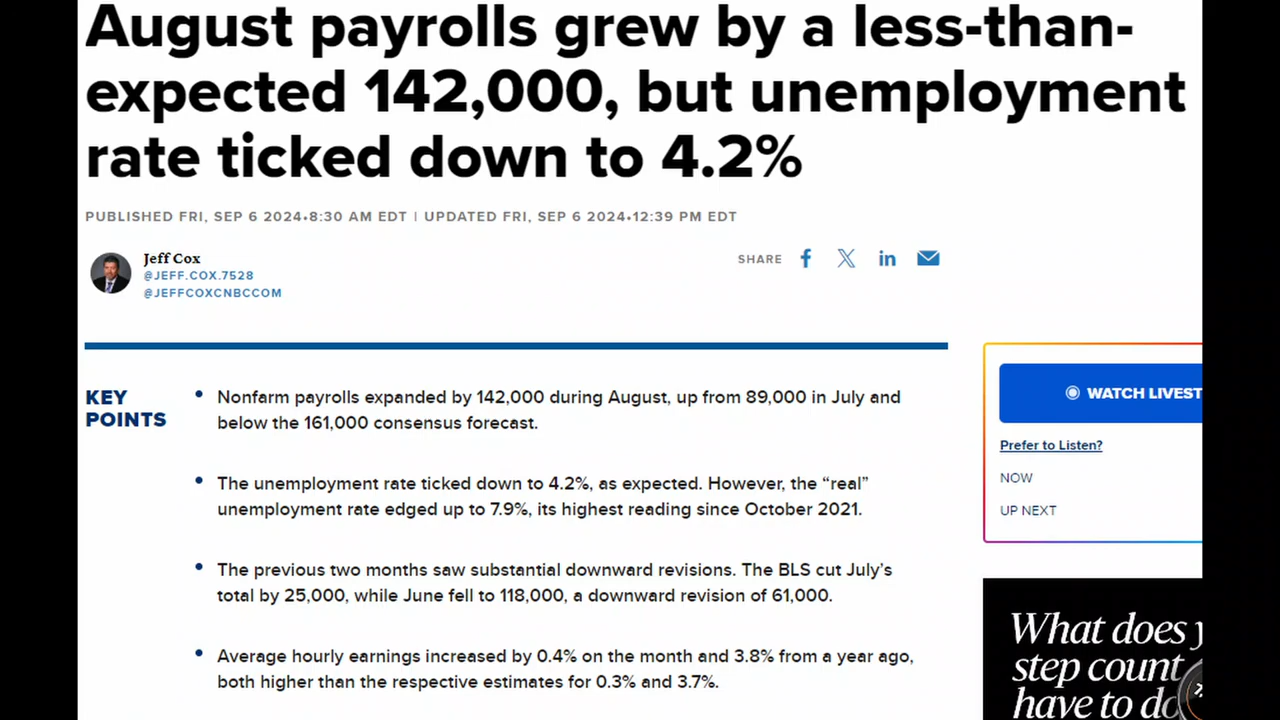 August payrolls grew by a less-than-
expected 142,000, but unemployment
rate ticked down to 4.2%
PUBLISHED FRI, SEP 6 2024•8:30 AM EDT | UPDATED FRI, SEP 6 2024•12:39 PM EDT
Jeff Cox
@JEFF.COX.7528
@JEFFCOXCNBCCOM
SHARE
KEY
POINTS
• Nonfarm payrolls expanded by 142,000 during August, up from 89,000 in July and
below the 161,000 consensus forecast.
• The unemployment rate ticked down to 4.2%, as expected. However, the “real”
unemployment rate edged up to 7.9%, its highest reading since October 2021.
• The previous two months saw substantial downward revisions. The BLS cut July’s
total by 25,000, while June fell to 118,000, a downward revision of 61,000.
• Average hourly earnings increased by 0.4% on the month and 3.8% from a year ago,
both higher than the respective estimates for 0.3% and 3.7%.
WATCH LIVEST
Prefer to Listen?
NOW
UP NEXT
What does y
step count
have to do